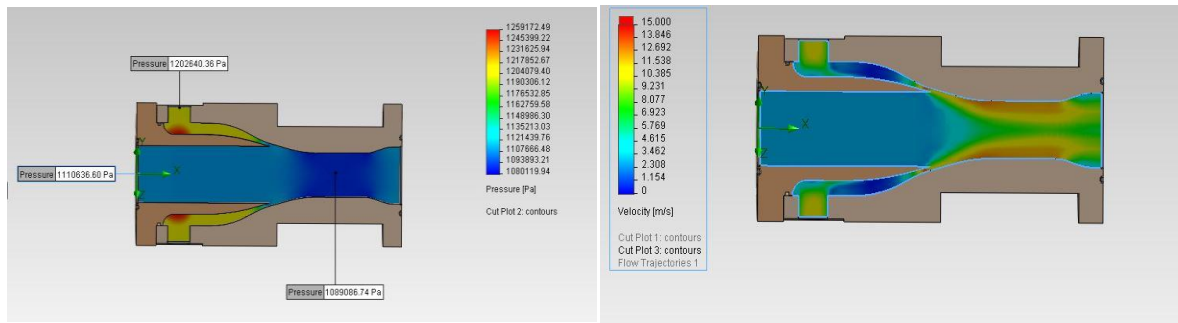 Pressure 1202640.36 Pa
Pressure 1110636.60 Pa
Pressure 1089086.74 Pa
1259172.49
1245399.22
1231625.94
1217852.67
1204079.40
1190306.12
1176532.85
1162759.58
1148986.30
1135213.03
1121439.76
1107666.48
1093893.21
1080119.94
Pressure [Pa]
Cut Plot 2: contours
Y
X
Z
15.000
13.846
12.692
11.538
10.385
9.231
8.077
6.923
5.769
4.615
3.462
2.308
1.154
0
Velocity [m/s]
Cut Plot 1: contours
Cut Plot 3: contours
Flow Trajectories 1
Y
X
Z